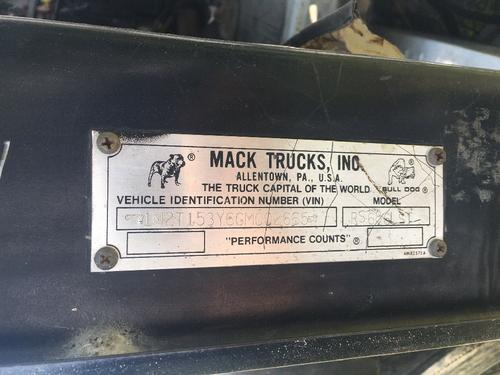 MACK TRUCKS, INC.
ALLENTOWN, PA., U.S.A.
THE TRUCK CAPITAL OF THE WORLD
BULL DOG ®
VEHICLE IDENTIFICATION NUMBER (VIN) MODEL
"PERFORMANCE COUNTS" ®